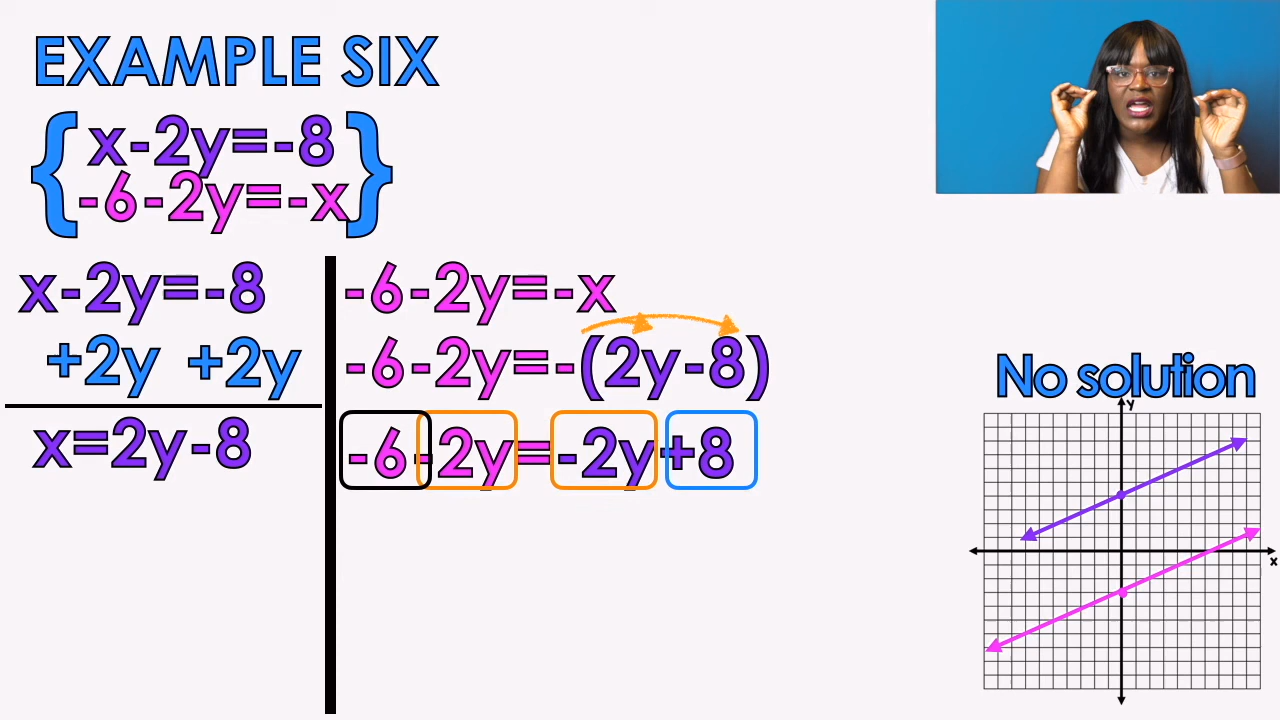 EXAMPLE SIX
{x-2y=-8
-6-2y=-x}
x-2y=-8
+2y +2y
x=2y-8
-6-2y=-x
-6-2y=-(2y-8)
-6-2y=-2y+8
No solution
y
x